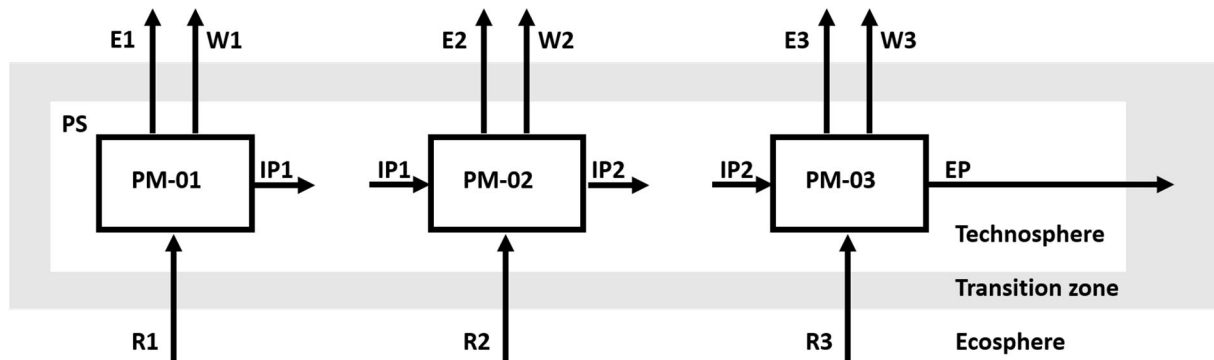 E1 W1 E2 W2 E3 W3
PS
PM-01 IP1 IP1 PM-02 IP2 IP2 PM-03 EP
Technosphere
Transition zone
R1 R2 R3 Ecosphere